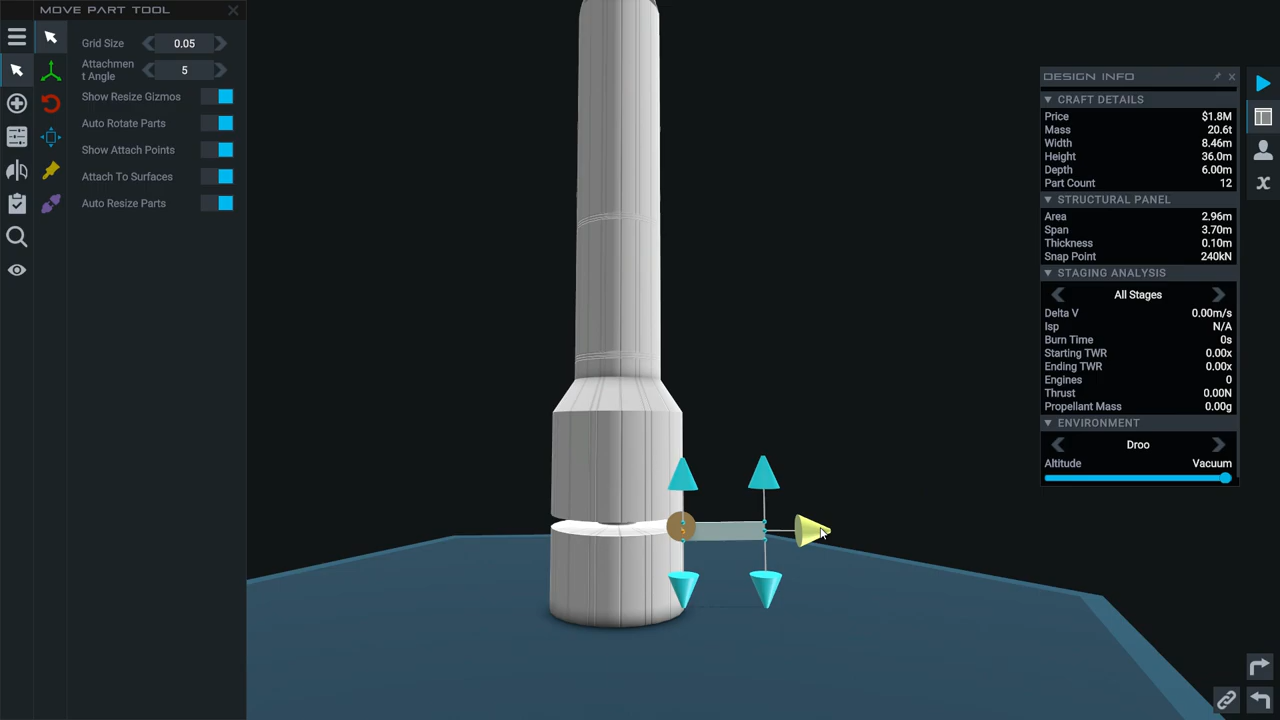 MOVE PART TOOL
Grid Size 0.05
Attachmen
t Angle 5
Show Resize Gizmos
Auto Rotate Parts
Show Attach Points
Attach To Surfaces
Auto Resize Parts
DESIGN INFO
CRAFT DETAILS
Price $1.8M
Mass 20.6t
Width 8.46m
Height 36.0m
Depth 6.00m
Part Count 12
STRUCTURAL PANEL
Area 2.96m
Span 3.70m
Thickness 0.10m
Snap Point 240kN
STAGING ANALYSIS
All Stages
Delta V 0.00m/s
Isp N/A
Burn Time 0s
Starting TWR 0.00x
Ending TWR 0.00x
Engines 0
Thrust 0.00N
Propellant Mass 0.00g
ENVIRONMENT
Droo
Altitude Vacuum